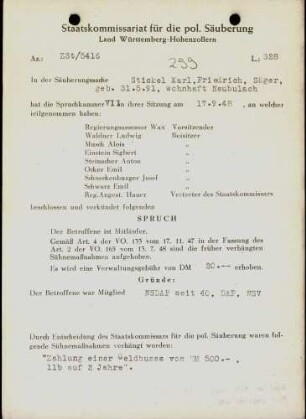 Staatskommissariat für die pol. Säuberung
Land Württemberg-Hohenzollern
Az: ZSt/5416
299
L: 328
In der Säuberungssache Stickel Karl, Friedrich, Säger,
geb. 31.5.91, wohnhaft Neubulach
hat die Spruchkammer VI in ihrer Sitzung am 17.9.48, an welcher
teilgenommen haben:
Regierungsassessor Wax Vorsitzender
Waldner Ludwig Beisitzer
Musch Alois "
Einstein Sigbert "
Steimacher Anton "
Osker Emil "
Schneckenburger Josef "
Schwarz Emil "
Reg.Angest. Hauer Vertreter des Staatskommissars
beschlossen und verkündet folgenden
SPRUCH
Der Betroffene ist Mitläufer.
Gemäß Art. 4 der VO. 133 vom 17. 11. 47 in der Fassung des
Art. 2 der VO. 165 vom 13. 7. 48 sind die früher verhängten
Sühnemaßnahmen aufgehoben.
Es wird eine Verwaltungsgebühr von DM 20.-- erhoben.
Gründe:
Der Betroffene war Mitglied NSDAP seit 40, DAF, NSV
Durch Entscheidung des Staatskommissars für die pol. Säuberung waren fol-
gende Sühnemaßnahmen verhängt worden:
"Zahlung einer Geldbusse von RM 500.-- ,
llb auf 2 Jahre".